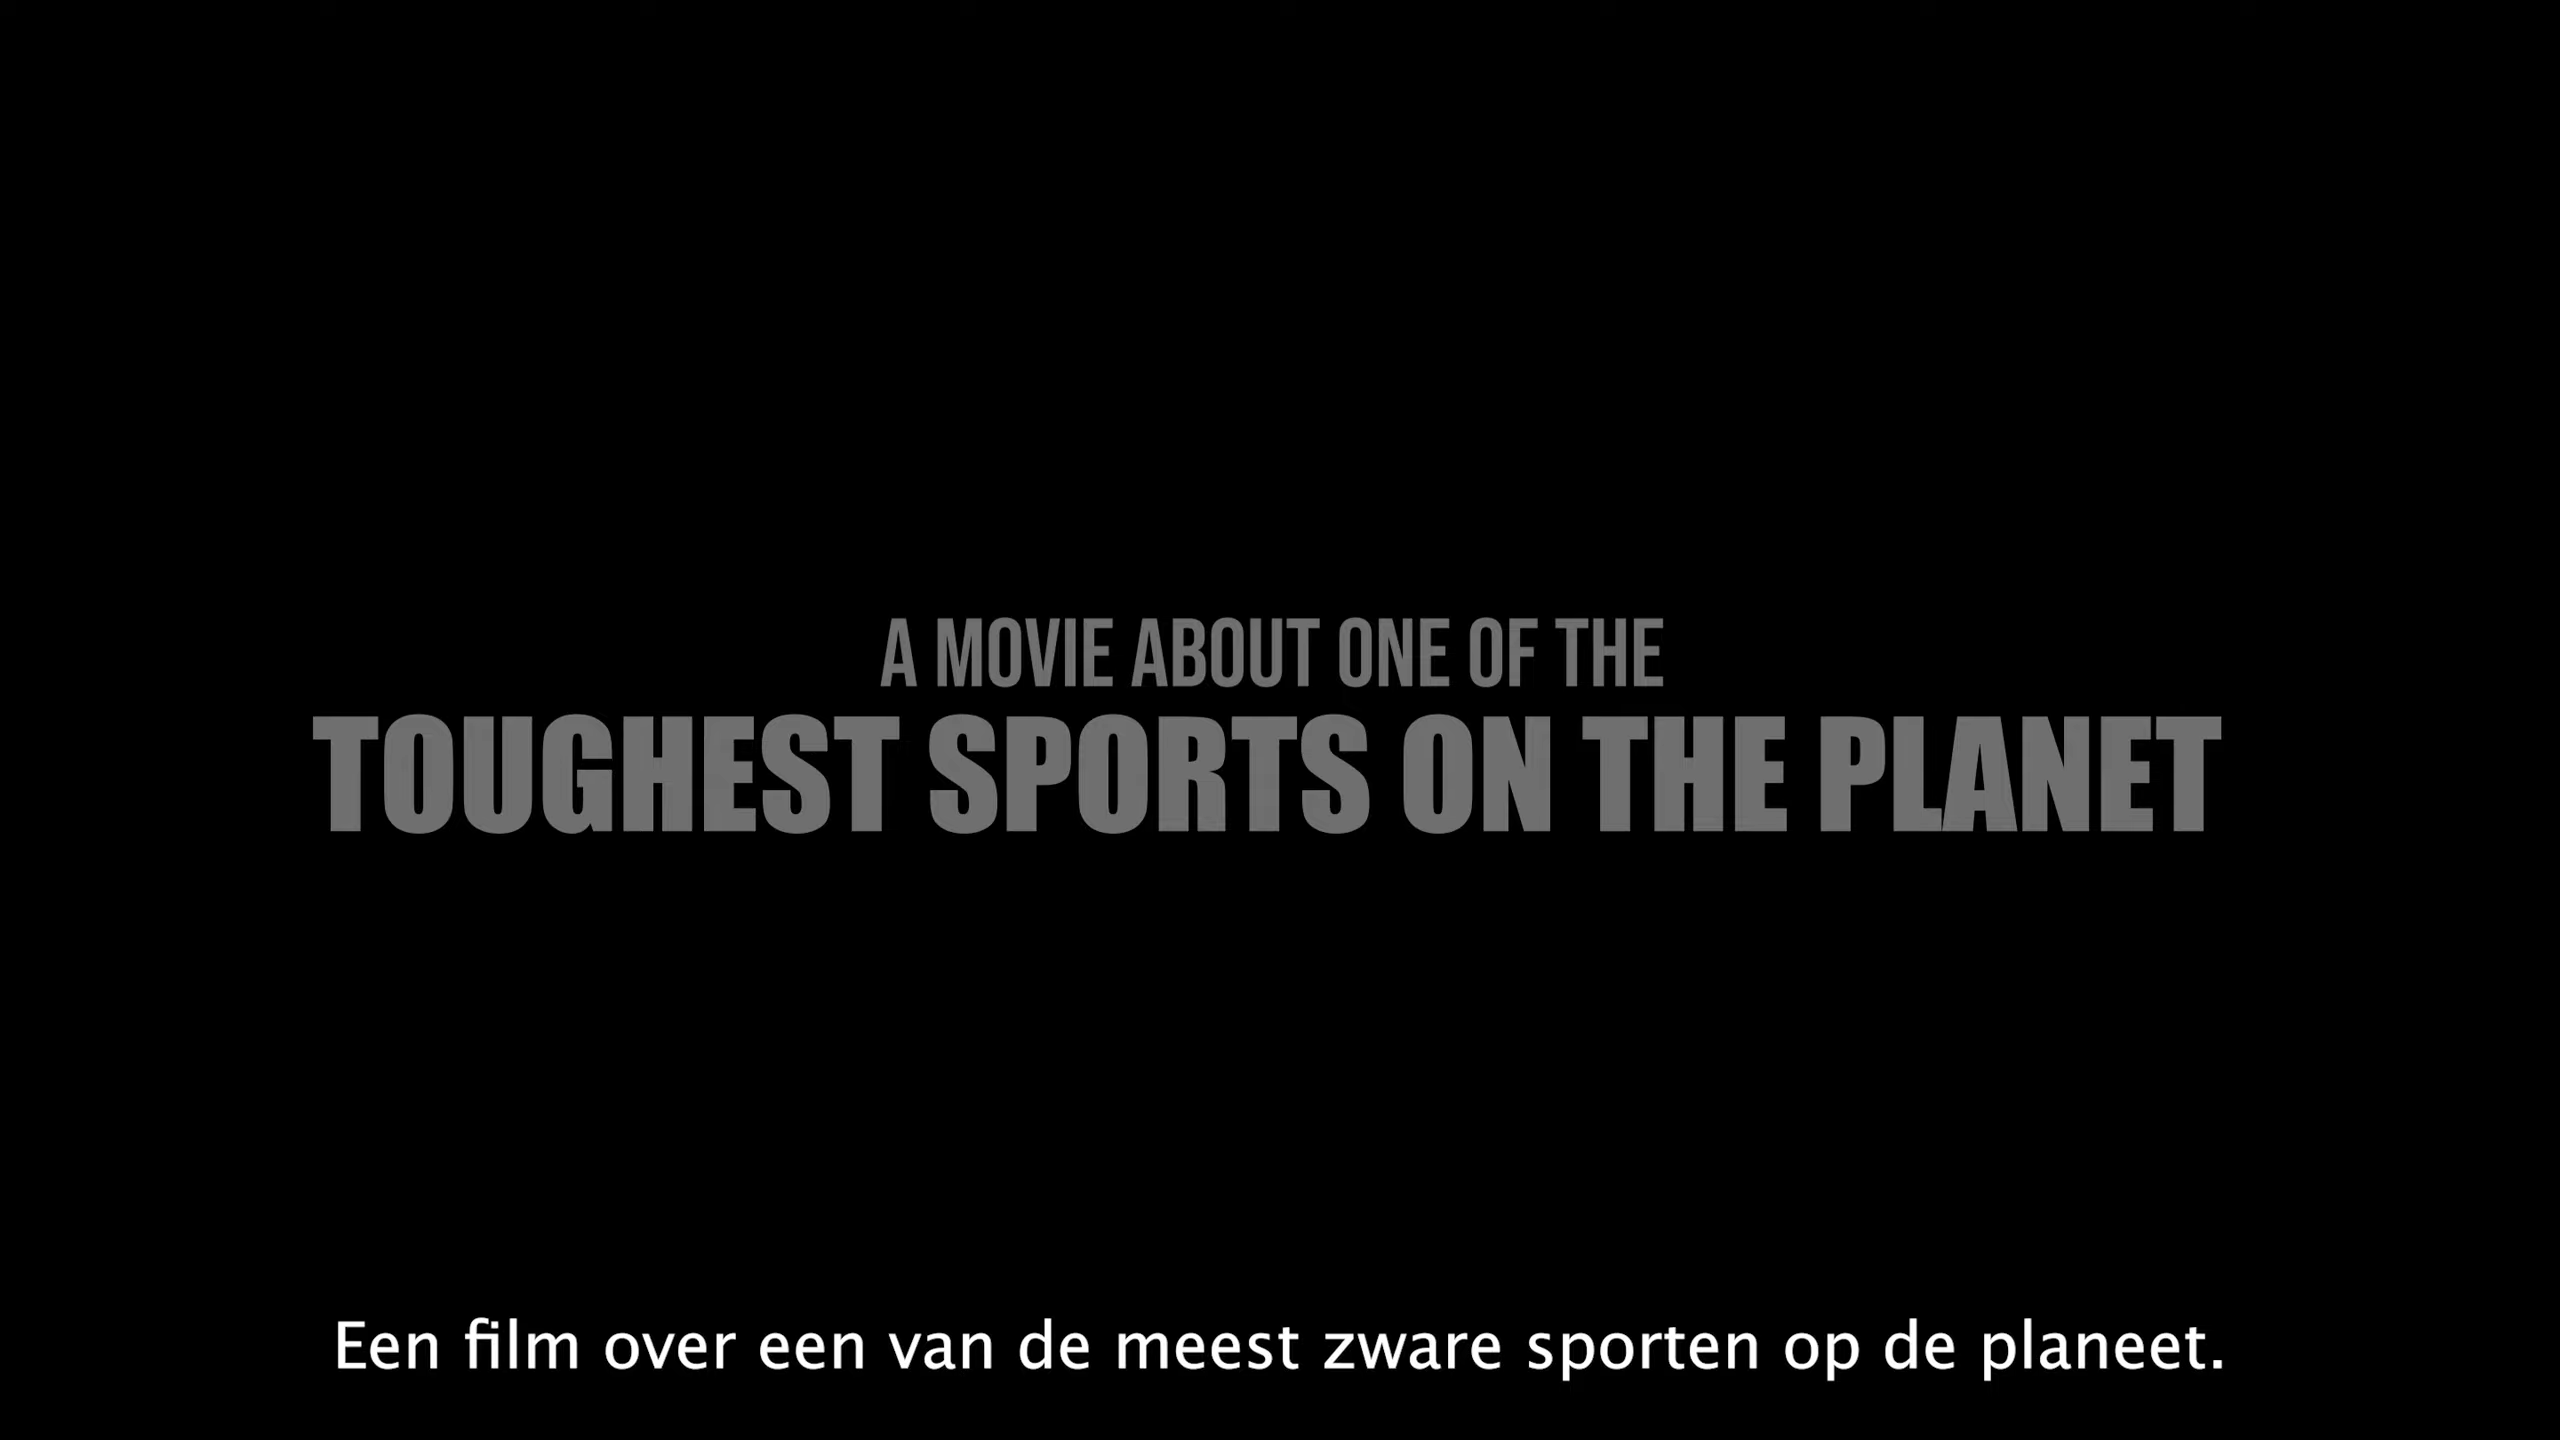 A MOVIE ABOUT ONE OF THE
TOUGHEST SPORTS ON THE PLANET
Een film over een van de meest zware sporten op de planeet.